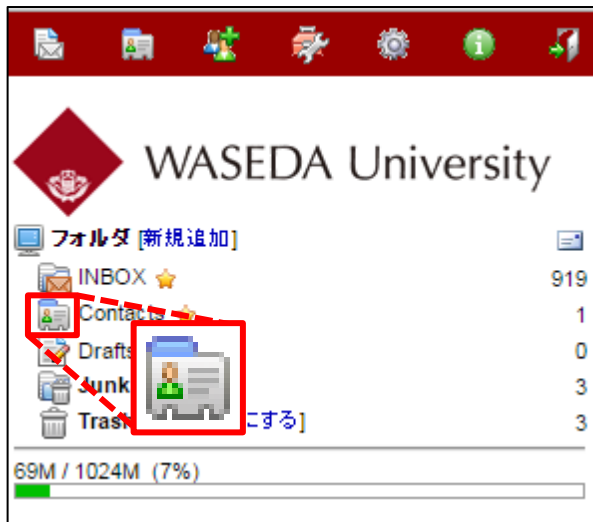 WASEDA University
フォルダ [新規追加]
INBOX 919
Contacts 1
Drafts 0
Junk 3
Trash にする] 3
69M / 1024M (7%)